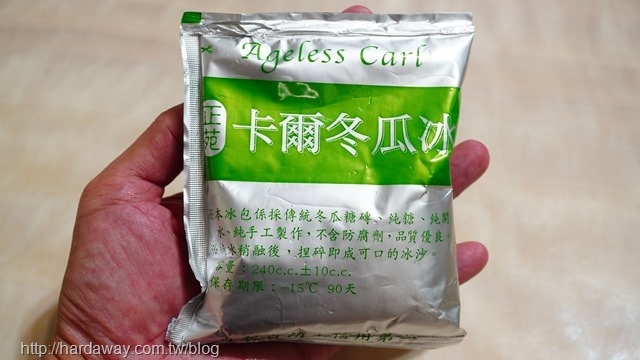 Ageless Carl
正苑
卡爾冬瓜冰
本冰包係採傳統冬瓜糖磚、純糖、純開
水、純手工製作,不含防腐劑,品質優良。
冰稍融後,捏碎即成可口的冰沙。
容量:240c.c.±10c.c.
保存期限:-15℃ 90天
http://hardaway.com.tw/blog